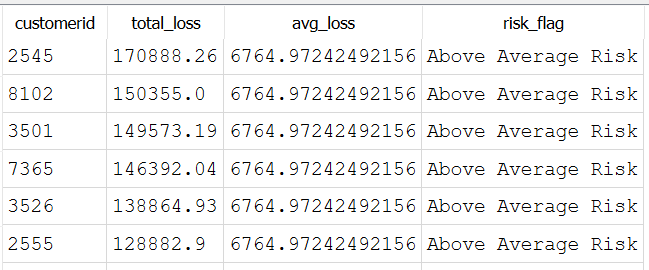 customerid total_loss avg_loss risk_flag
2545 170888.26 6764.97242492156 Above Average Risk
8102 150355.0 6764.97242492156 Above Average Risk
3501 149573.19 6764.97242492156 Above Average Risk
7365 146392.04 6764.97242492156 Above Average Risk
3526 138864.93 6764.97242492156 Above Average Risk
2555 128882.9 6764.97242492156 Above Average Risk